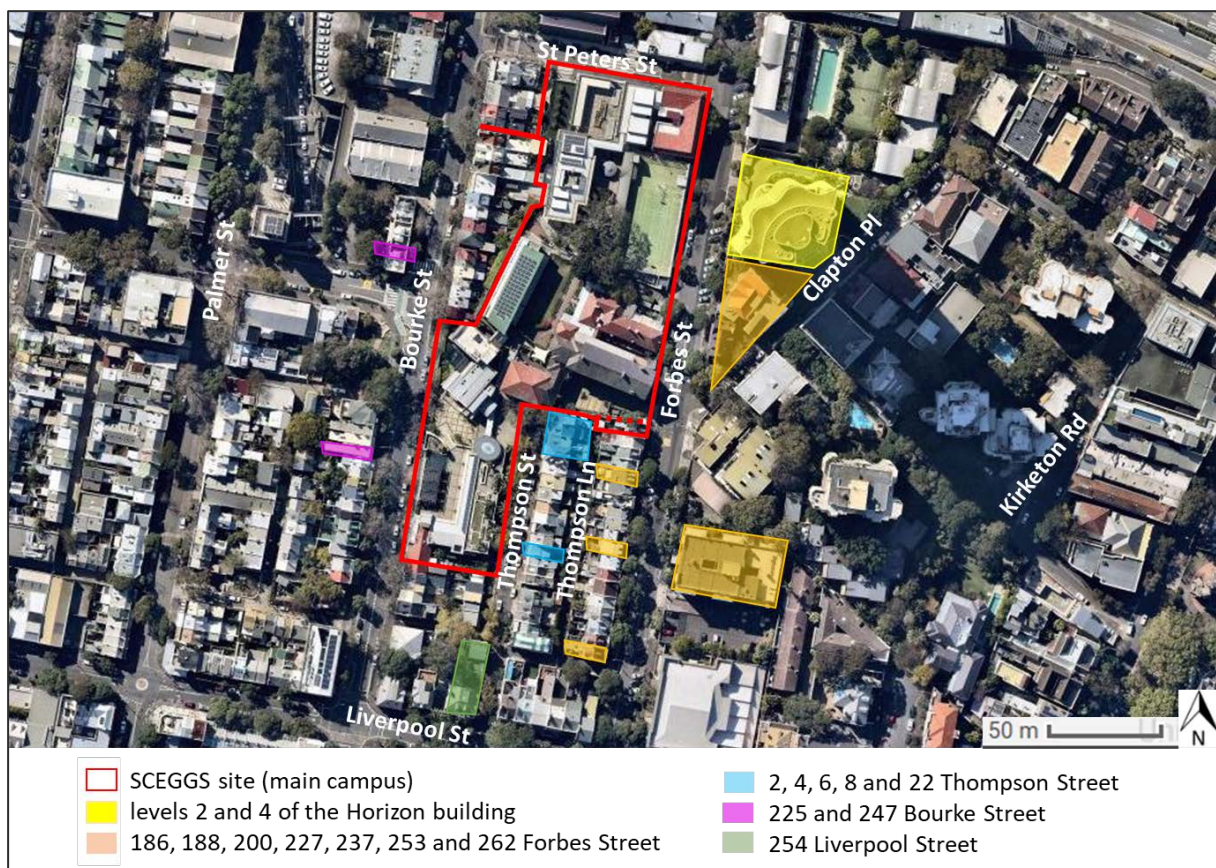 St Peters St
Palmer St
Bourke St
Clapton Pl
Forbes St
Kirketon Rd
Thompson St
Thompson Ln
Liverpool St
50 m
N
SCEGGS site (main campus)
levels 2 and 4 of the Horizon building
186, 188, 200, 227, 237, 253 and 262 Forbes Street
2, 4, 6, 8 and 22 Thompson Street
225 and 247 Bourke Street
254 Liverpool Street